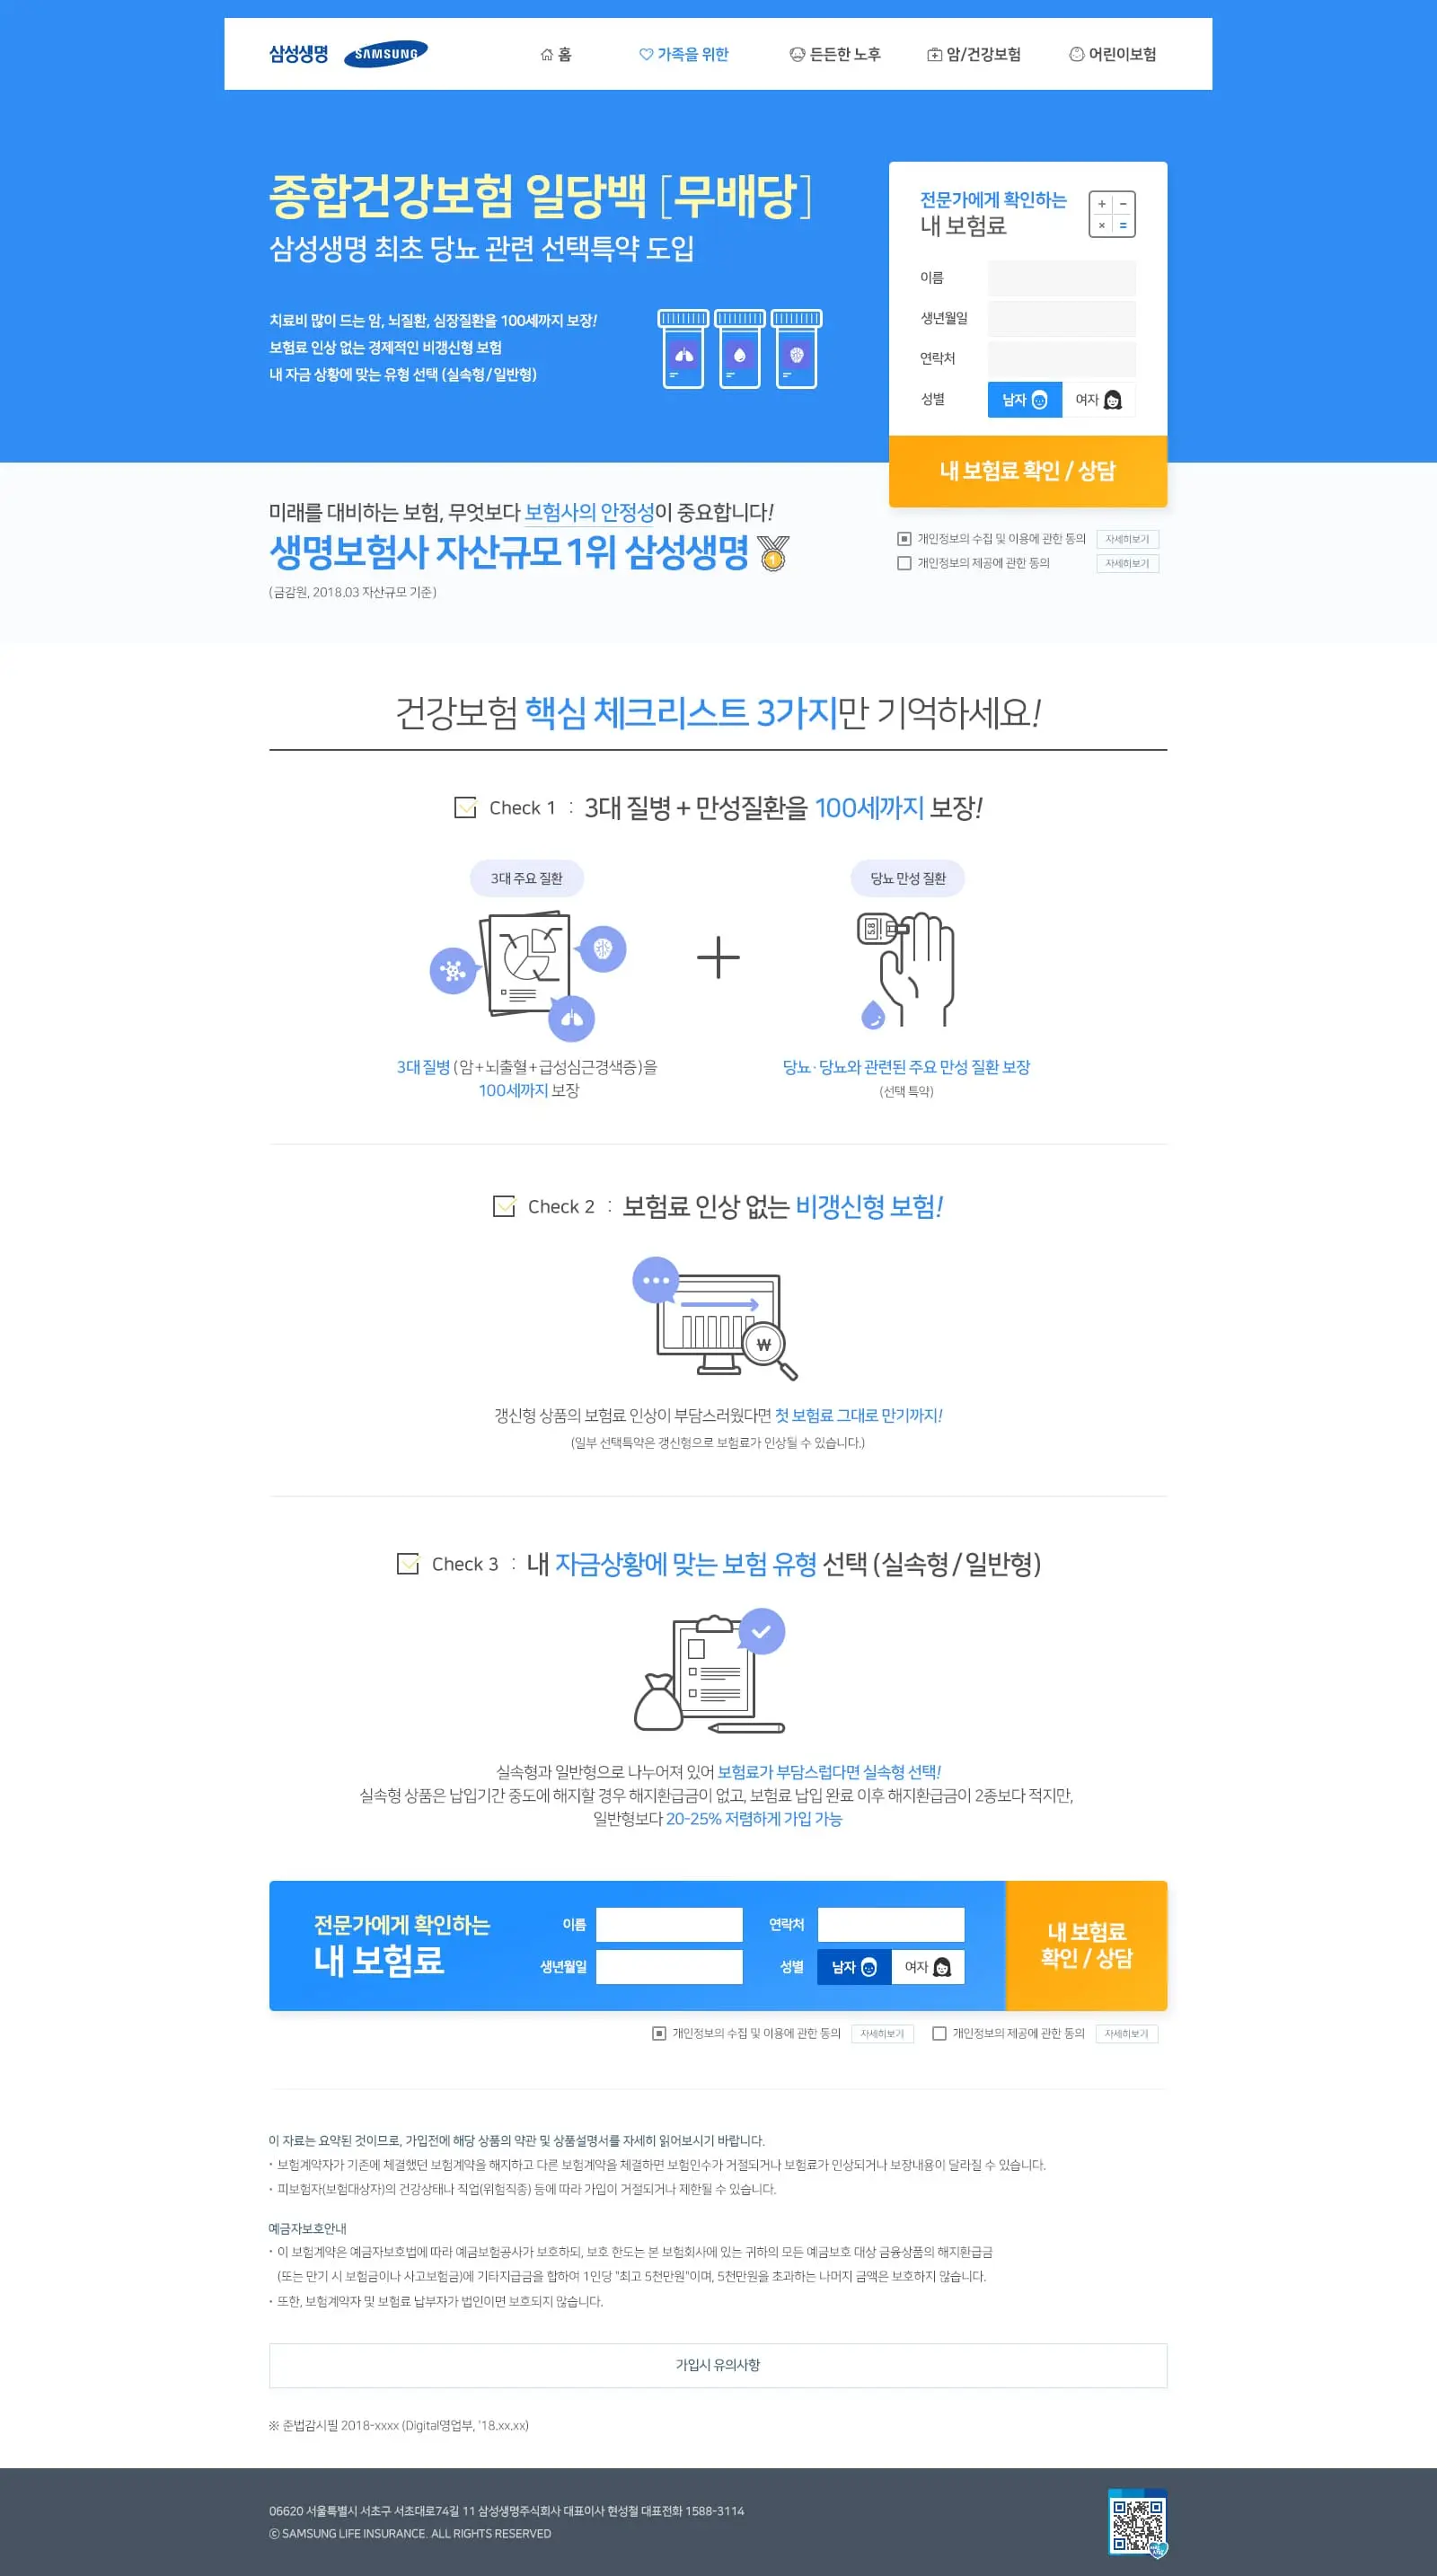 삼성생명 SAMSUNG
홈 가족을 위한 든든한 노후 암/건강보험 어린이보험
종합건강보험 일당백 [무배당]
삼성생명 최초 당뇨 관련 선택특약 도입
치료비 많이 드는 암, 뇌질환, 심장질환을 100세까지 보장!
보험료 인상 없는 경제적인 비갱신형 보험
내 자금 상황에 맞는 유형 선택 (실속형/일반형)
전문가에게 확인하는
내 보험료
+ -
× =
이름
생년월일
연락처
성별 남자 여자
내 보험료 확인 / 상담
개인정보의 수집 및 이용에 관한 동의 자세히보기
개인정보의 제공에 관한 동의 자세히보기
미래를 대비하는 보험, 무엇보다 보험사의 안정성이 중요합니다!
생명보험사 자산규모 1위 삼성생명 1
(금감원, 2018.03 자산규모 기준)
건강보험 핵심 체크리스트 3가지만 기억하세요!
Check 1 : 3대 질병 + 만성질환을 100세까지 보장!
3대 주요 질환
당뇨 만성 질환
5.8
3대 질병 (암+뇌출혈+급성심근경색증)을
100세까지 보장
당뇨·당뇨와 관련된 주요 만성 질환 보장
(선택 특약)
Check 2 : 보험료 인상 없는 비갱신형 보험!
₩
갱신형 상품의 보험료 인상이 부담스러웠다면 첫 보험료 그대로 만기까지!
(일부 선택특약은 갱신형으로 보험료가 인상될 수 있습니다.)
Check 3 : 내 자금상황에 맞는 보험 유형 선택 (실속형/일반형)
실속형과 일반형으로 나누어져 있어 보험료가 부담스럽다면 실속형 선택!
실속형 상품은 납입기간 중도에 해지할 경우 해지환급금이 없고, 보험료 납입 완료 이후 해지환급금이 2종보다 적지만,
일반형보다 20-25% 저렴하게 가입 가능
전문가에게 확인하는
내 보험료
이름 연락처
생년월일 성별 남자 여자
내 보험료
확인 / 상담
개인정보의 수집 및 이용에 관한 동의 자세히보기 개인정보의 제공에 관한 동의 자세히보기
이 자료는 요약된 것이므로, 가입전에 해당 상품의 약관 및 상품설명서를 자세히 읽어보시기 바랍니다.
· 보험계약자가 기존에 체결했던 보험계약을 해지하고 다른 보험계약을 체결하면 보험인수가 거절되거나 보험료가 인상되거나 보장내용이 달라질 수 있습니다.
· 피보험자(보험대상자)의 건강상태나 직업(위험직종) 등에 따라 가입이 거절되거나 제한될 수 있습니다.
예금자보호안내
· 이 보험계약은 예금자보호법에 따라 예금보험공사가 보호하되, 보호 한도는 본 보험회사에 있는 귀하의 모든 예금보호 대상 금융상품의 해지환급금
(또는 만기 시 보험금이나 사고보험금)에 기타지급금을 합하여 1인당 "최고 5천만원"이며, 5천만원을 초과하는 나머지 금액은 보호하지 않습니다.
· 또한, 보험계약자 및 보험료 납부자가 법인이면 보호되지 않습니다.
가입시 유의사항
※ 준법감시필 2018-xxxx (Digital영업부, '18.xx.xx)
06620 서울특별시 서초구 서초대로74길 11 삼성생명주식회사 대표이사 현성철 대표전화 1588-3114
ⓒ SAMSUNG LIFE INSURANCE. ALL RIGHTS RESERVED